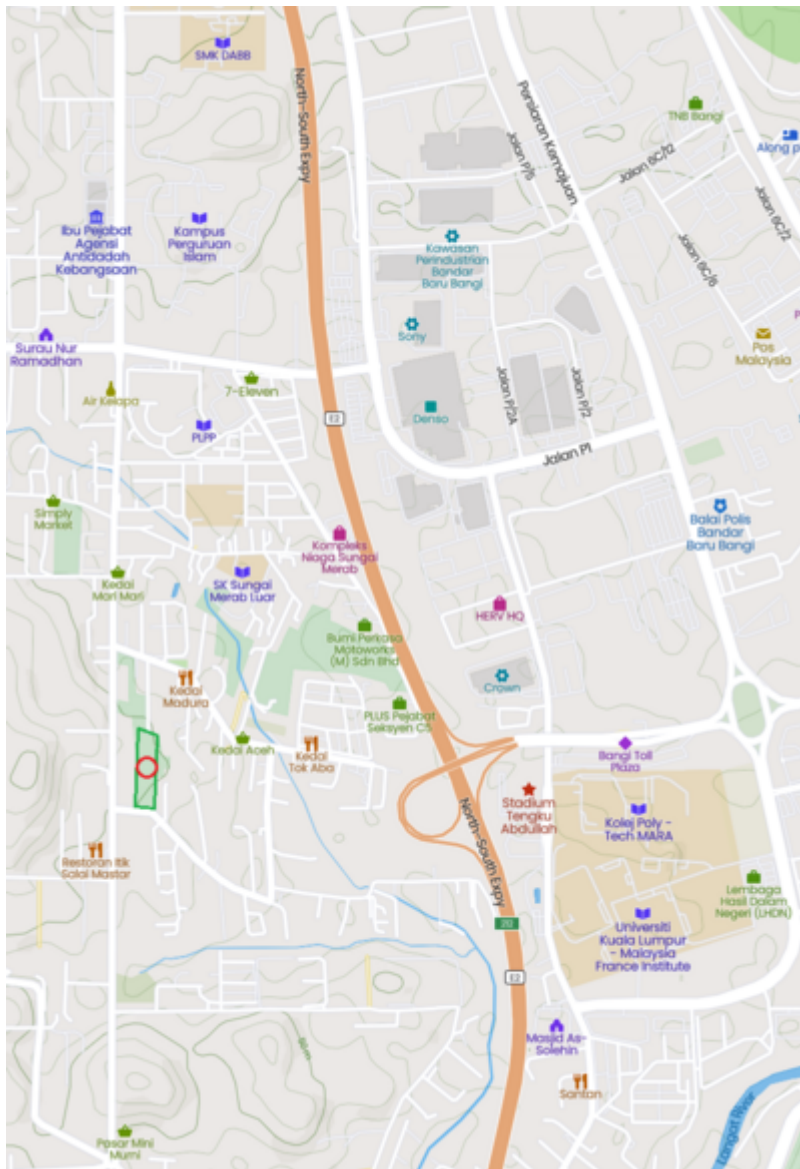 SMK DABB
North-South Expy
Persiaran Kemajuan
TNB Bangi
Along p
Jalan P/5
Jalan 6C/12
Jalan 6C/2
Ibu Pejabat
Agensi
Antidadah
Kebangsaan
Kampus
Perguruan
Islam
Kawasan
Perindustrian
Bandar
Baru Bangi
Jalan 6C/6
Surau Nur
Ramadhan
Sony
P
Pos
Malaysia
7-Eleven
Air Kelapa
Jalan P/2A
Jalan P/2
E2
Denso
PLPP
Jalan P1
Simply
Market
Balai Polis
Bandar
Baru Bangi
Kompleks
Niaga Sungai
Merab
Kedai
Mari Mari
SK Sungai
Merab Luar
HERV HQ
Bumi Perkasa
Motoworks
(M) Sdn Bhd
Kedai
Madura
Crown
PLUS Pejabat
Seksyen C5
Kedai Aceh
Kedai
Tok Aba
Bangi Toll
Plaza
Stadium
Tengku
Abdullah
Kolej Poly -
Tech MARA
North-South Expy
Restoran Itik
Salai Mastar
Lembaga
Hasil Dalam
Negeri (LHDN)
20
Universiti
Kuala Lumpur
- Malaysia
France Institute
E2
Masjid As-
Solehin
Santan
Langat River
Pasar Mini
Murni